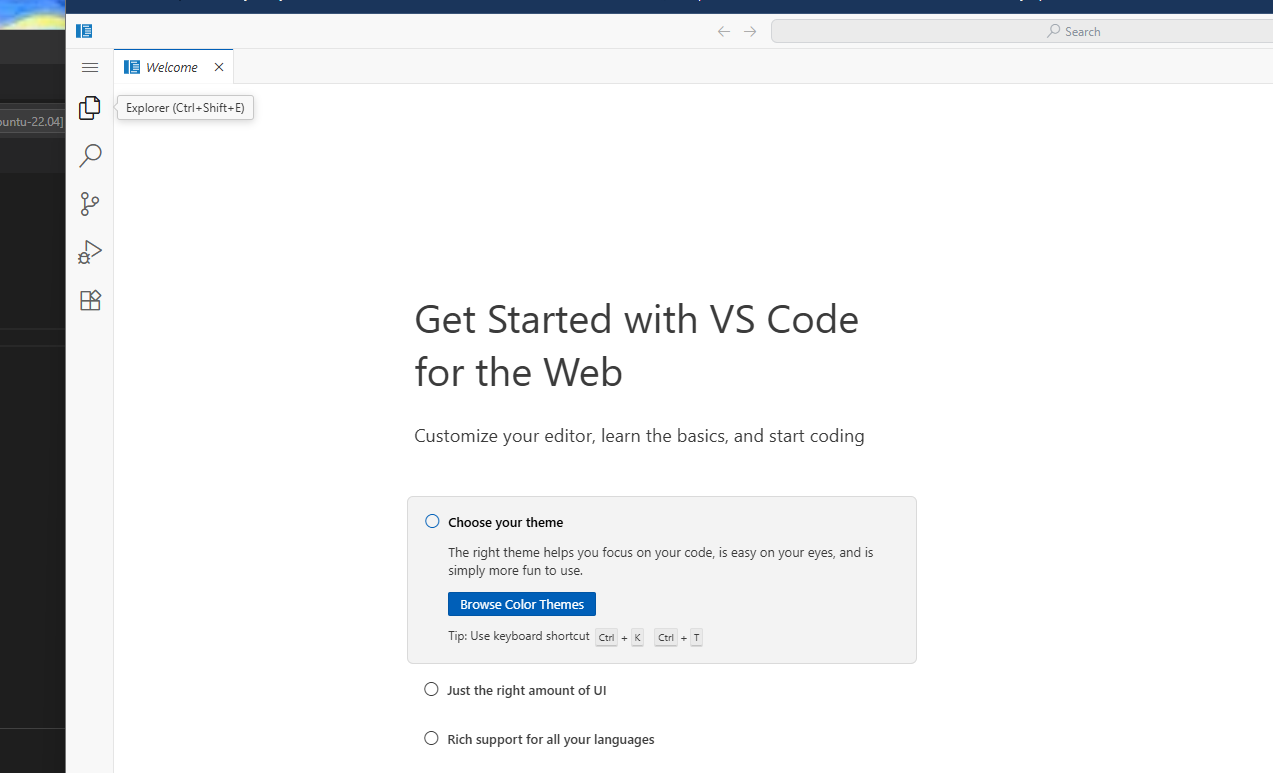 Search
Welcome
Explorer (Ctrl+Shift+E)
untu-22.04]
Get Started with VS Code
for the Web
Customize your editor, learn the basics, and start coding
Choose your theme
The right theme helps you focus on your code, is easy on your eyes, and is
simply more fun to use.
Browse Color Themes
Tip: Use keyboard shortcut Ctrl + K Ctrl + T
Just the right amount of UI
Rich support for all your languages